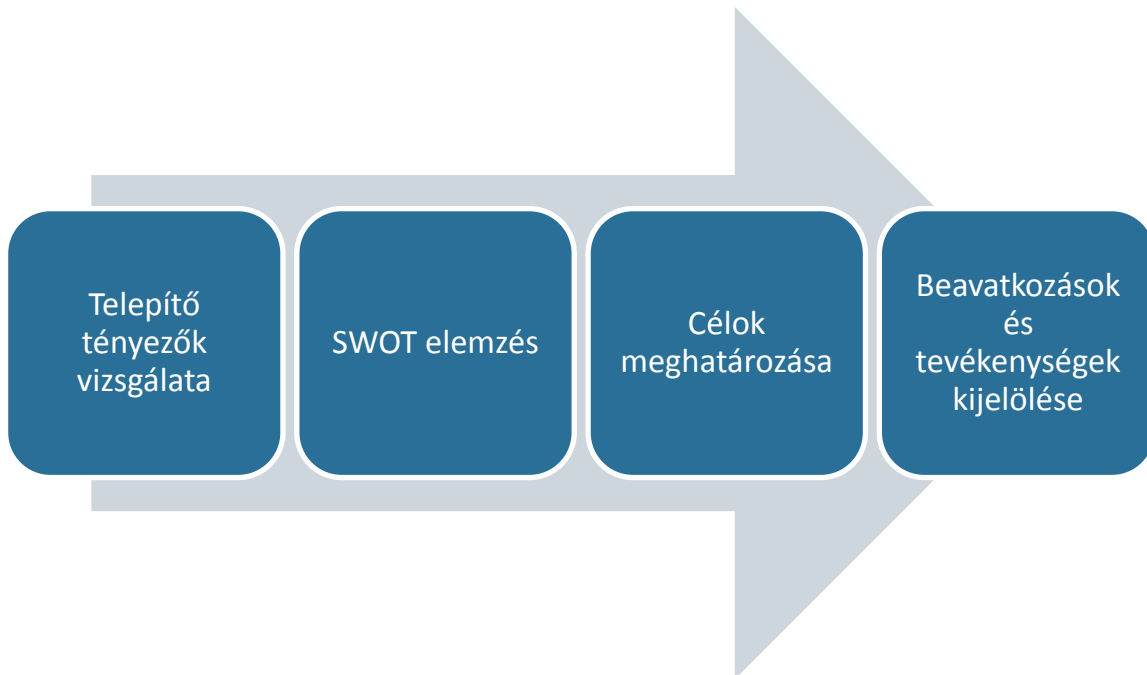 Telepítő
tényezők
vizsgálata
SWOT elemzés
Célok
meghatározása
Beavatkozások
és
tevékenységek
kijelölése